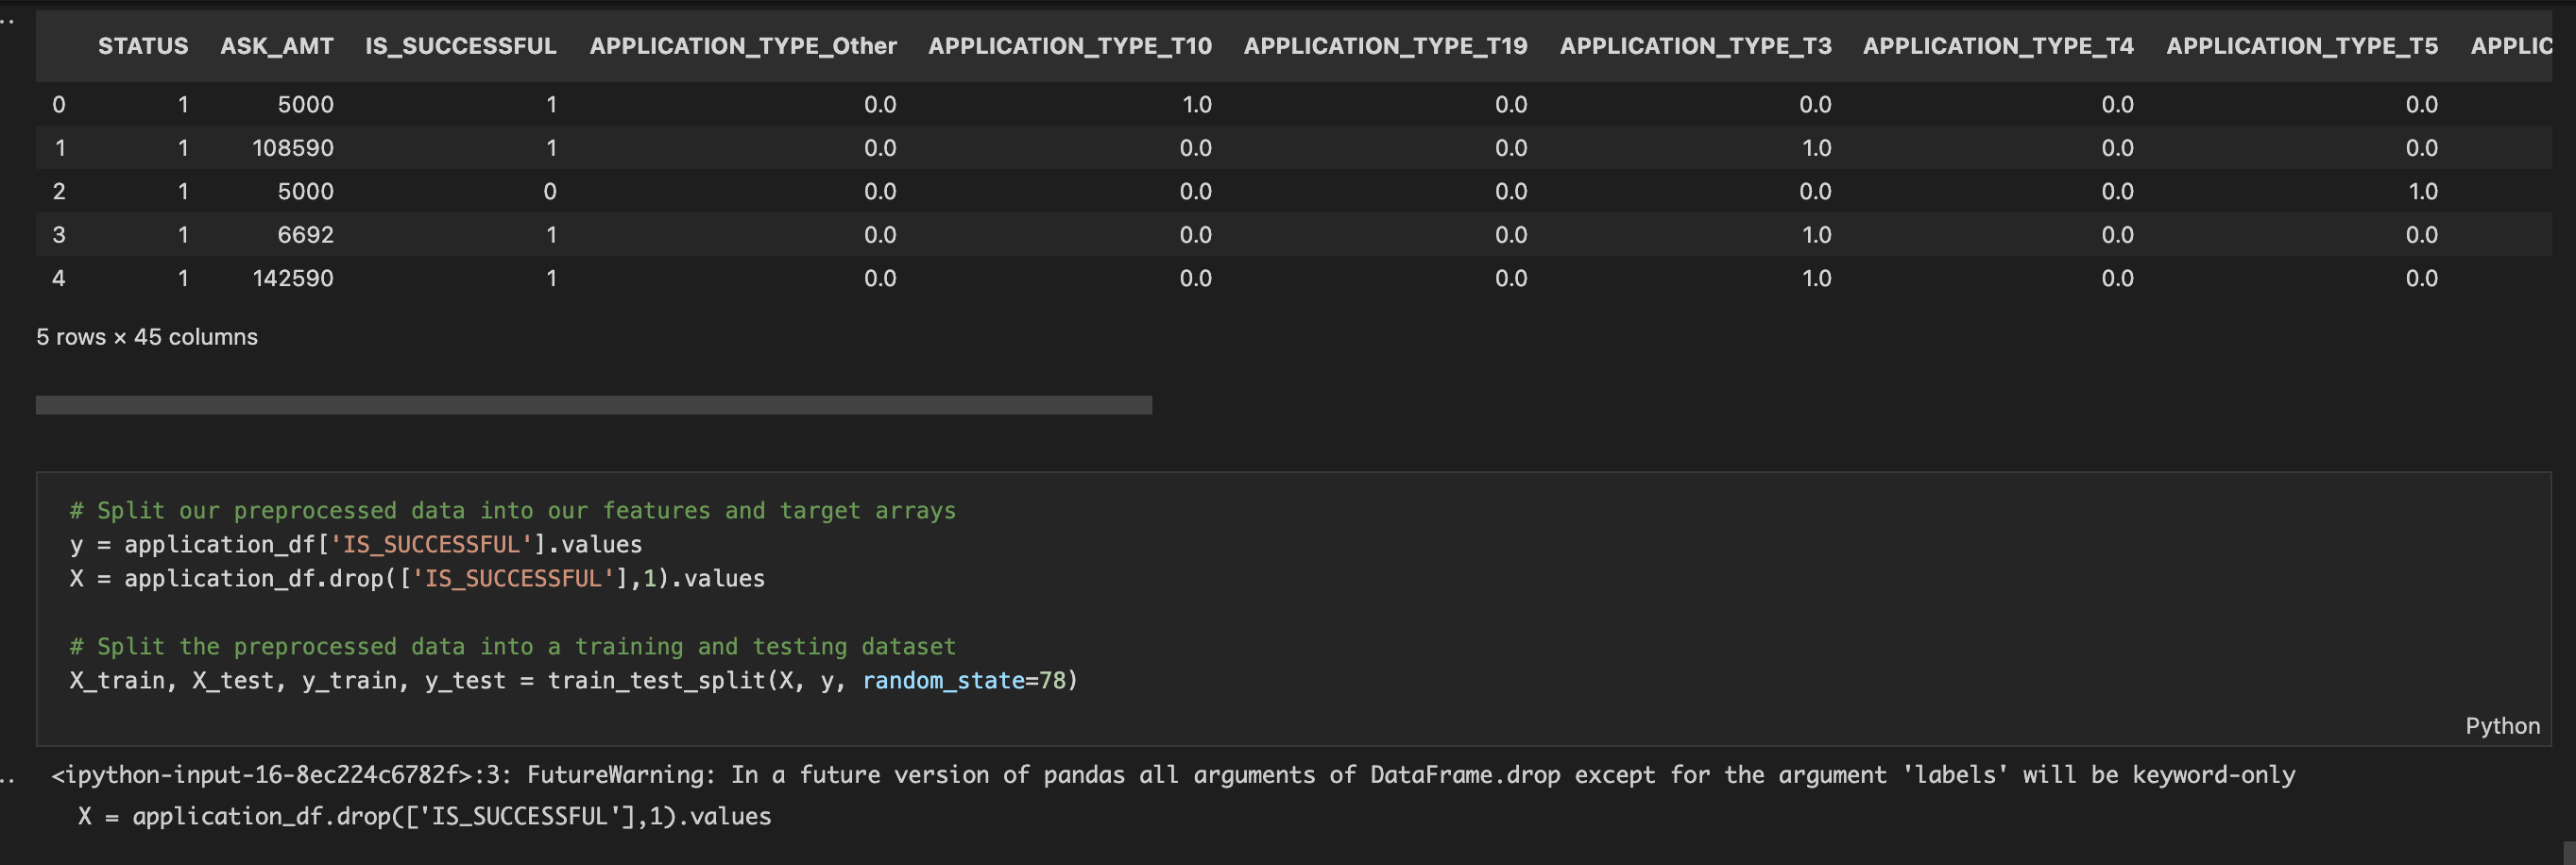 STATUS ASK_AMT IS_SUCCESSFUL APPLICATION_TYPE_Other APPLICATION_TYPE_T10 APPLICATION_TYPE_T19 APPLICATION_TYPE_T3 APPLICATION_TYPE_T4 APPLICATION_TYPE_T5 APPLIC
0 1 5000 1 0.0 1.0 0.0 0.0 0.0 0.0
1 1 108590 1 0.0 0.0 0.0 1.0 0.0 0.0
2 1 5000 0 0.0 0.0 0.0 0.0 0.0 1.0
3 1 6692 1 0.0 0.0 0.0 1.0 0.0 0.0
4 1 142590 1 0.0 0.0 0.0 1.0 0.0 0.0
5 rows × 45 columns
# Split our preprocessed data into our features and target arrays
y = application_df['IS_SUCCESSFUL'].values
X = application_df.drop(['IS_SUCCESSFUL'],1).values
# Split the preprocessed data into a training and testing dataset
X_train, X_test, y_train, y_test = train_test_split(X, y, random_state=78)
Python
<ipython-input-16-8ec224c6782f>:3: FutureWarning: In a future version of pandas all arguments of DataFrame.drop except for the argument 'labels' will be keyword-only
X = application_df.drop(['IS_SUCCESSFUL'],1).values